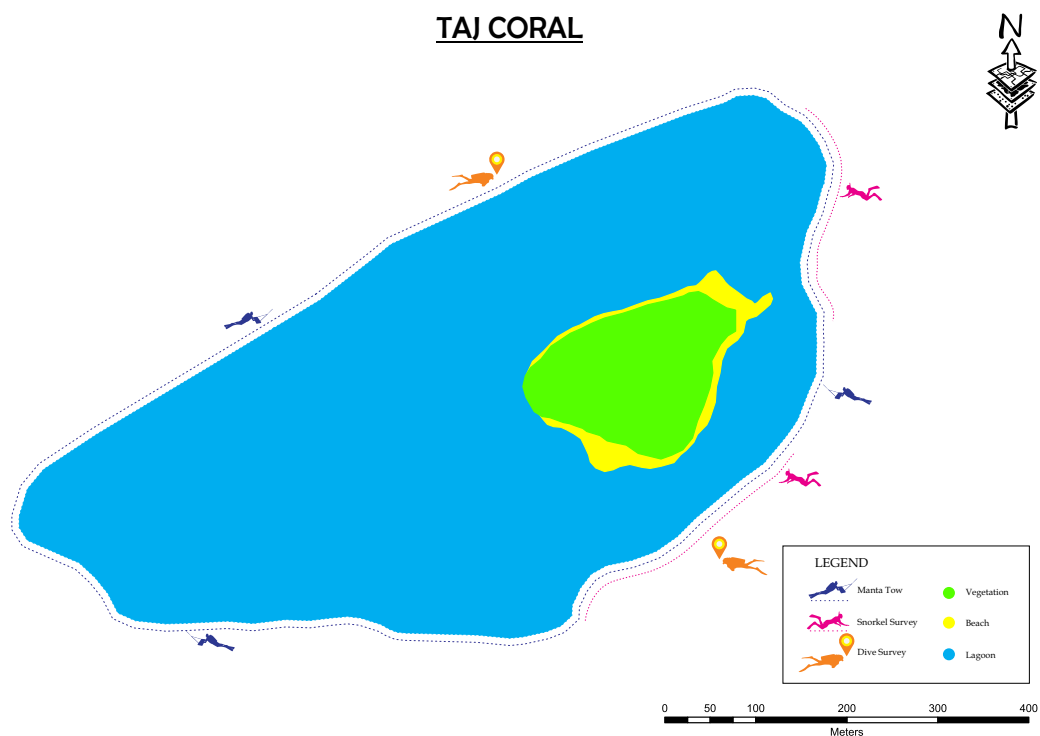 TAJ CORAL
N
LEGEND
Manta Tow
Vegetation
Snorkel Survey
Beach
Dive Survey
Lagoon
0 50 100 200 300 400
Meters